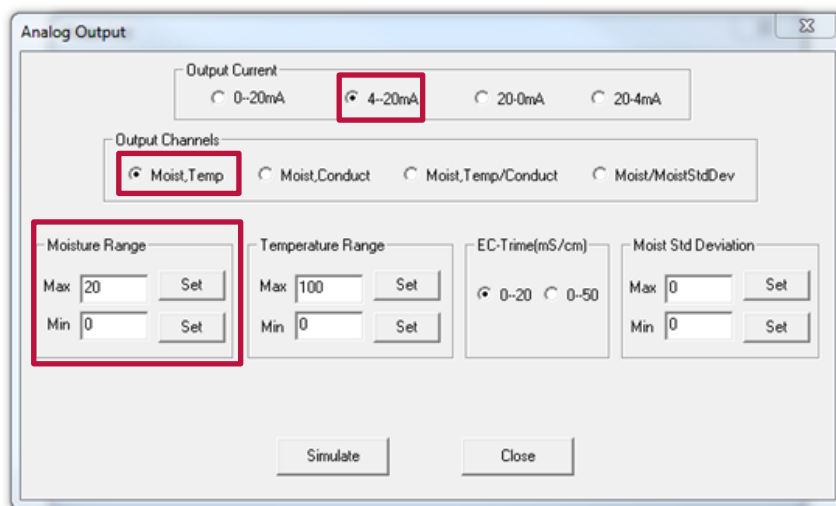 Analog Output
Output Current
0--20mA 4--20mA 20-0mA 20-4mA
Output Channels
Moist,Temp Moist,Conduct Moist,Temp/Conduct Moist/MoistStdDev
Moisture Range Temperature Range EC-Trime(mS/cm) Moist Std Deviation
Max 20 Set Max 100 Set 0--20 0--50 Max 0 Set
Min 0 Set Min 0 Set Min 0 Set
Simulate Close